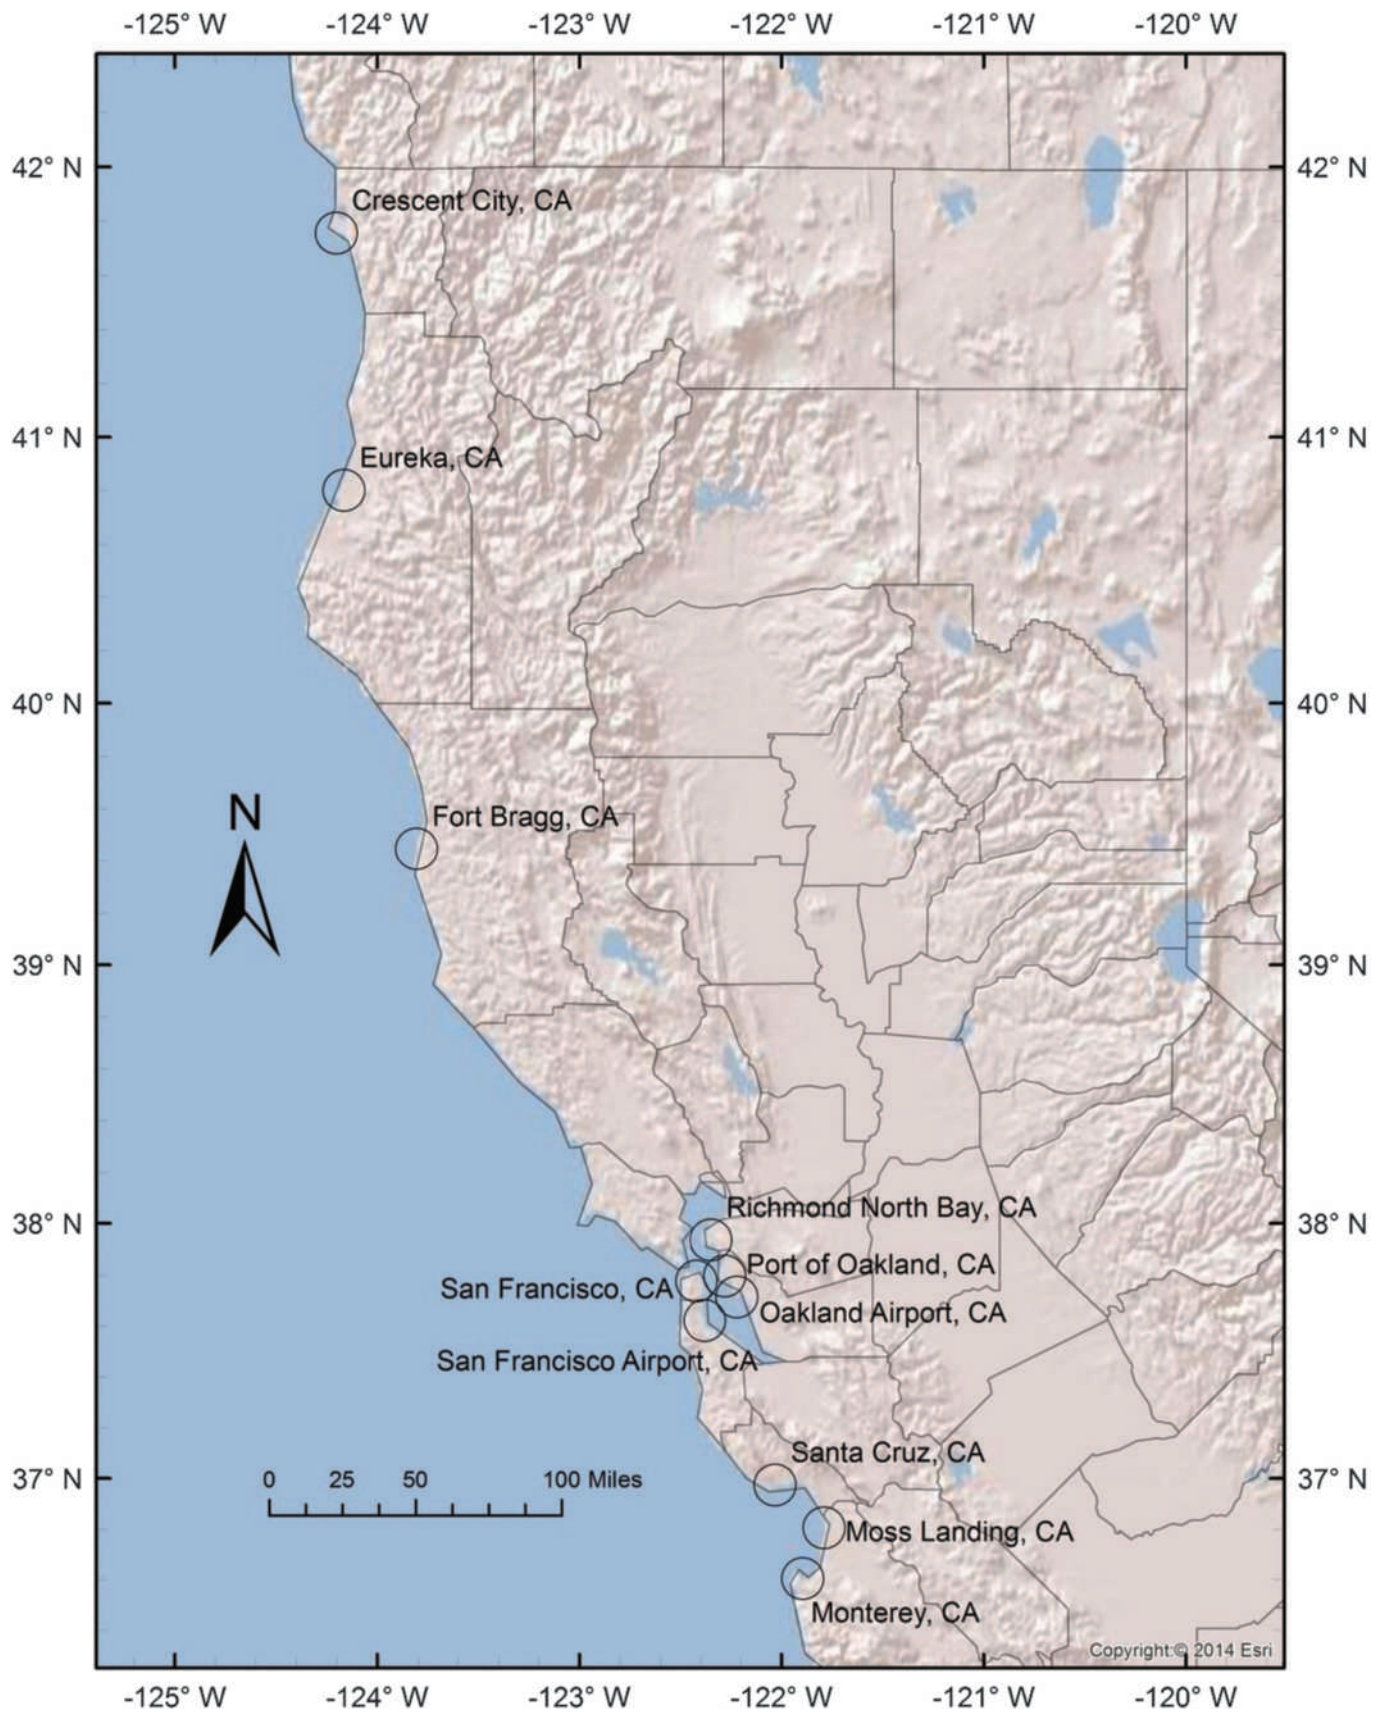 -125° W -124° W -123° W -122° W -121° W -120° W
42° N 42° N
Crescent City, CA
41° N 41° N
Eureka, CA
40° N 40° N
N
Fort Bragg, CA
39° N 39° N
Richmond North Bay, CA
38° N 38° N
Port of Oakland, CA
San Francisco, CA
Oakland Airport, CA
San Francisco Airport, CA
Santa Cruz, CA
37° N 37° N
0 25 50 100 Miles
Moss Landing, CA
Monterey, CA
Copyright:© 2014 Esri
-125° W -124° W -123° W -122° W -121° W -120° W